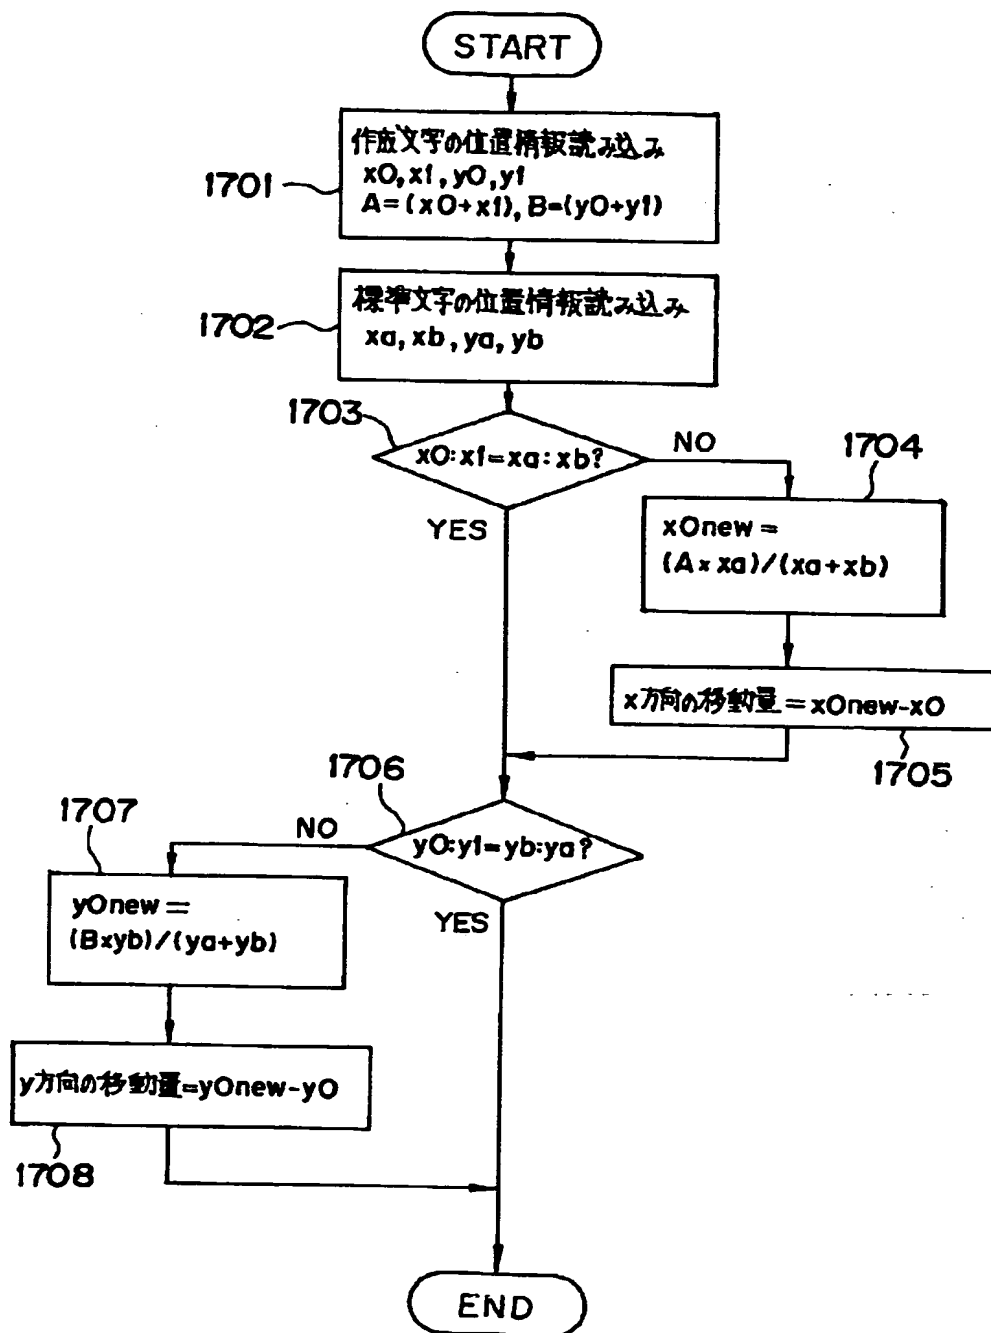 START
1701
作成文字の位置情報読み込み
x0,x1,y0,y1
A=(x0+x1),B=(y0+y1)
1702
標準文字の位置情報読み込み
xa,xb,ya,yb
1703
x0:x1=xa:xb?
NO
YES
1704
x0new=
(A×xa)/(xa+xb)
x方向の移動量=x0new-x0
1705
1706
y0:y1=yb:ya?
NO
YES
1707
y0new=
(B×yb)/(ya+yb)
y方向の移動量=y0new-y0
1708
END